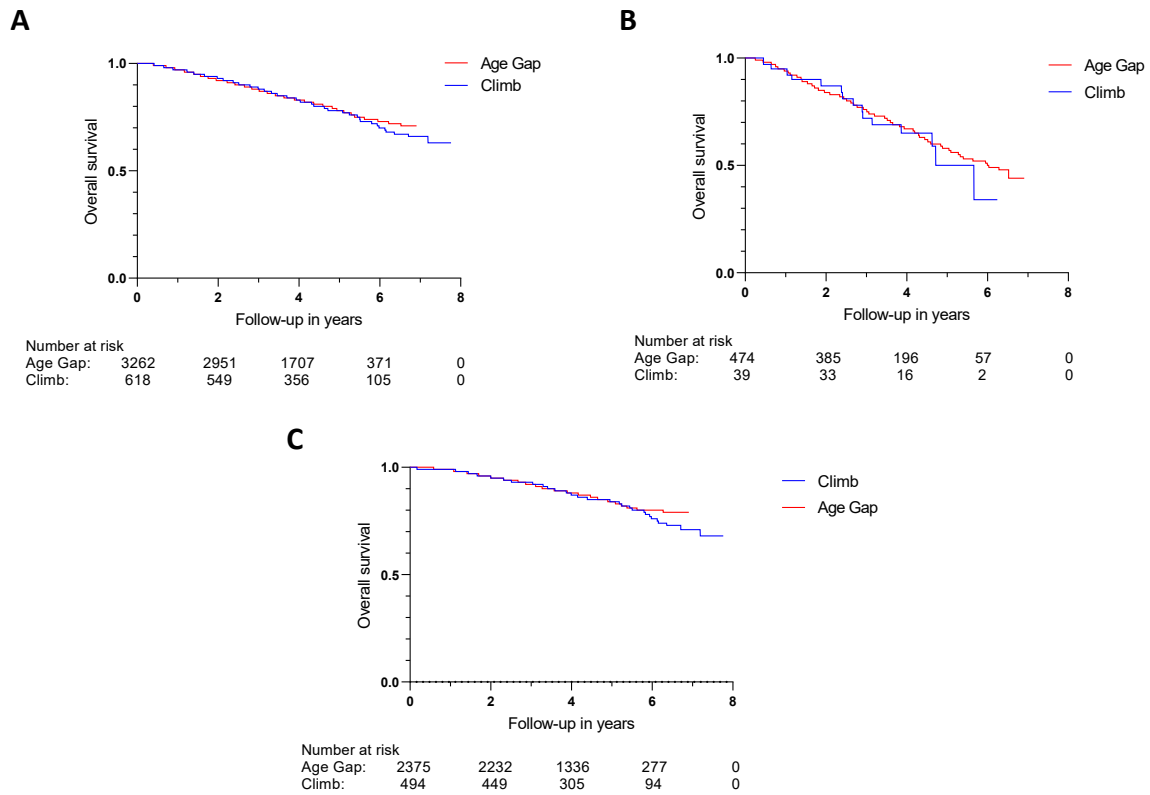 A
Age Gap
Climb
1.0
0.5
0.0
Overall survival
0 2 4 6 8
Follow-up in years
Number at risk
Age Gap: 3262 2951 1707 371 0
Climb: 618 549 356 105 0
B
Age Gap
Climb
1.0
0.5
0.0
Overall survival
0 2 4 6 8
Follow-up in years
Number at risk
Age Gap: 474 385 196 57 0
Climb: 39 33 16 2 0
C
Climb
Age Gap
1.0
0.5
0.0
Overall survival
0 2 4 6 8
Follow-up in years
Number at risk
Age Gap: 2375 2232 1336 277 0
Climb: 494 449 305 94 0